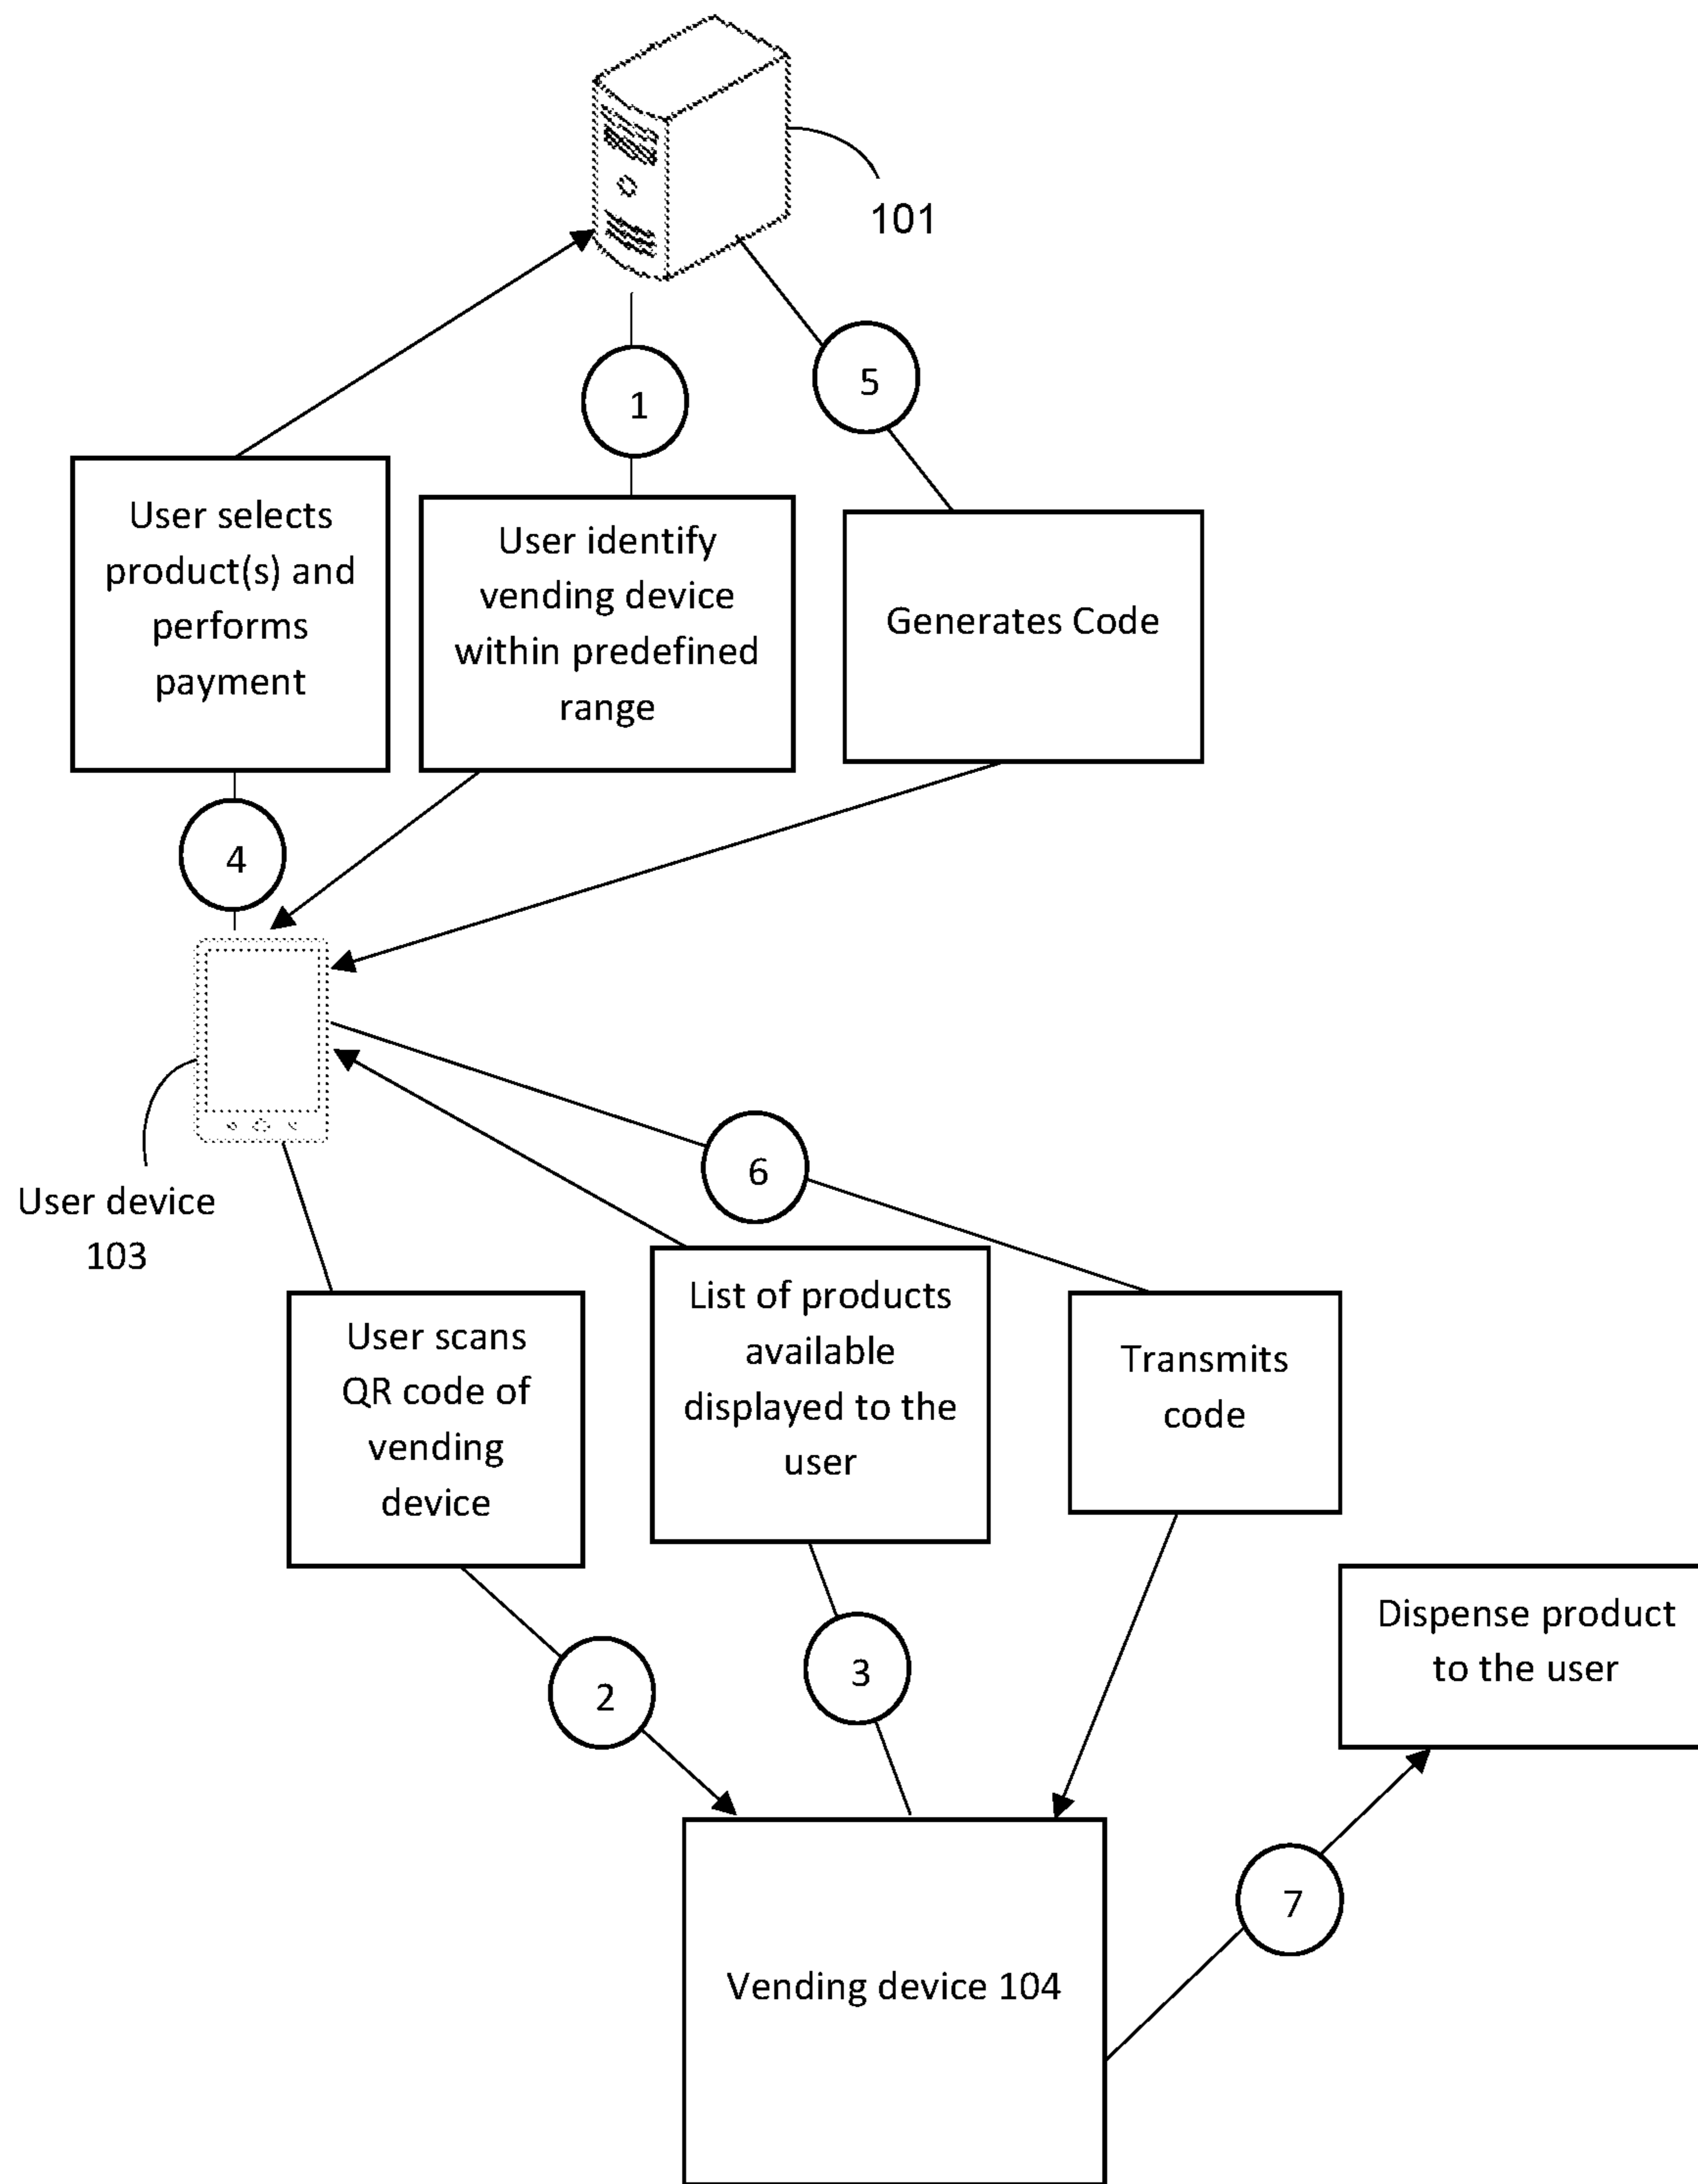 101
1
5
User selects
product(s) and
performs
payment
User identify
vending device
within predefined
range
Generates Code
4
User device
103
6
User scans
QR code of
vending
device
List of products
available
displayed to the
user
Transmits
code
Dispense product
to the user
2
3
7
Vending device 104